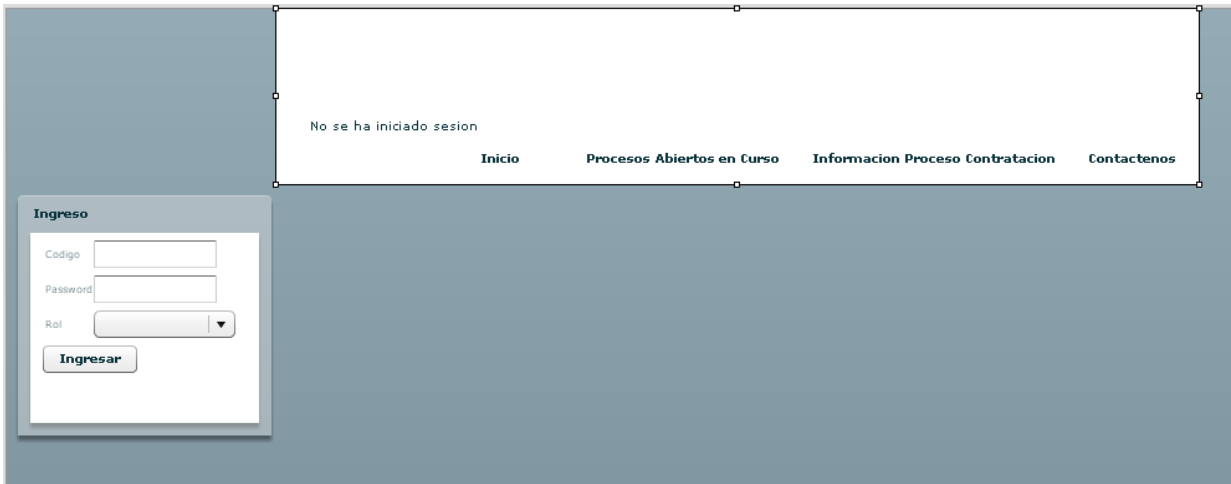 No se ha iniciado sesion
Inicio Procesos Abiertos en Curso Informacion Proceso Contratacion Contactenos
Ingreso
Codigo
Password
Rol
Ingresar